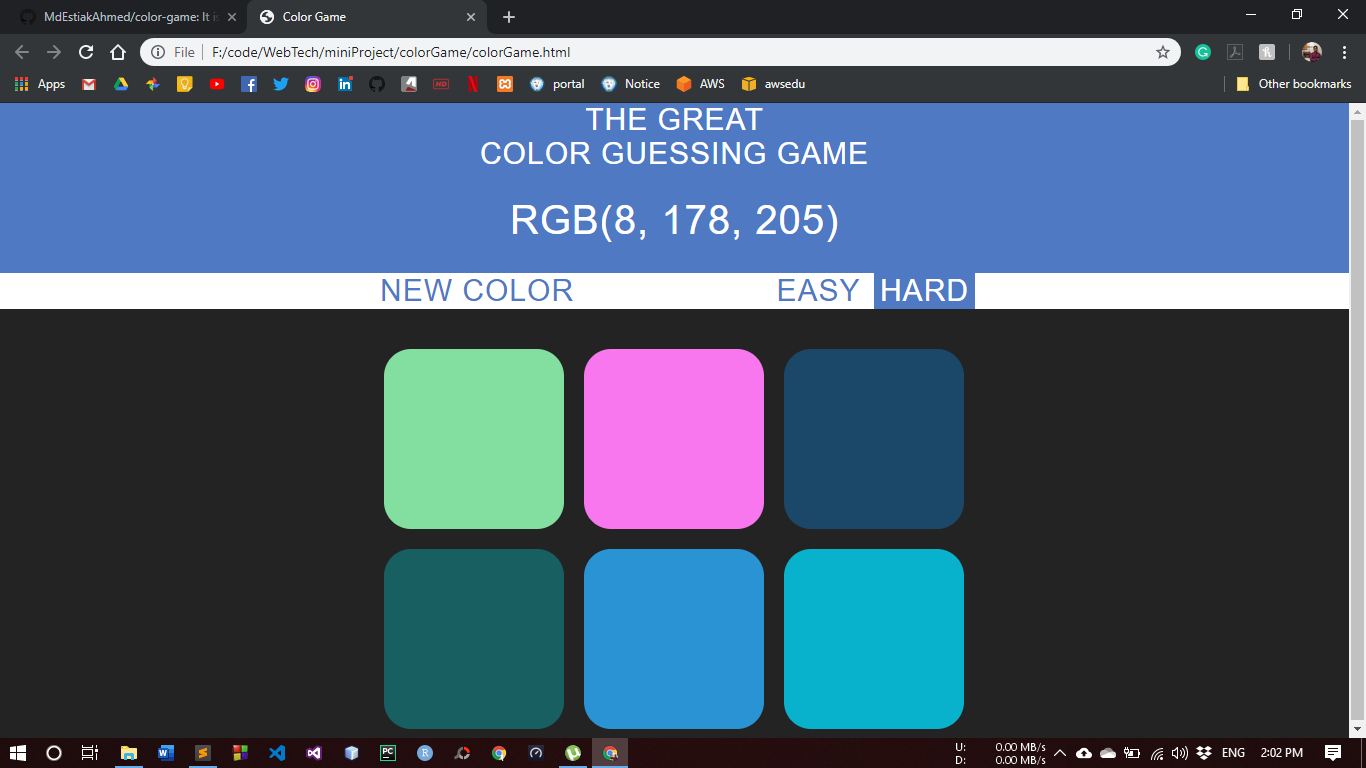 MdEstiakAhmed/color-game: It is
Color Game
File
F:/code/WebTech/miniProject/colorGame/colorGame.html
Apps
HD
portal
Notice
AWS
awsedu
Other bookmarks
THE GREAT
COLOR GUESSING GAME
RGB(8, 178, 205)
NEW COLOR
EASY
HARD
U: 0.00 MB/s
D: 0.00 MB/s
ENG
2:02 PM